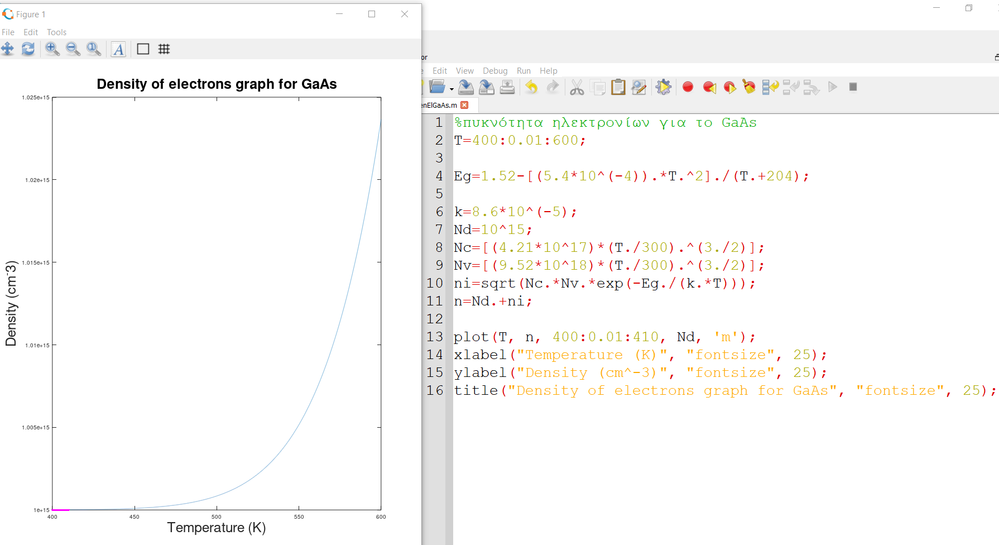 Figure 1
File Edit Tools
Density of electrons graph for GaAs
1.025e+15
1.02e+15
1.015e+15
1.01e+15
1.005e+15
1e+15
Density (cm-3)
400 450 500 550 600
Temperature (K)
or
e Edit View Debug Run Help
enElGaAs.m
1 %πυκνότητα ηλεκτρονίων για το GaAs
2 T=400:0.01:600;
3
4 Eg=1.52-[(5.4*10^(-4)).*T.^2]./(T.+204);
5
6 k=8.6*10^(-5);
7 Nd=10^15;
8 Nc=[(4.21*10^17)*(T./300).^(3./2)];
9 Nv=[(9.52*10^18)*(T./300).^(3./2)];
10 ni=sqrt(Nc.*Nv.*exp(-Eg./(k.*T)));
11 n=Nd.+ni;
12
13 plot(T, n, 400:0.01:410, Nd, 'm');
14 xlabel("Temperature (K)", "fontsize", 25);
15 ylabel("Density (cm^-3)", "fontsize", 25);
16 title("Density of electrons graph for GaAs", "fontsize", 25);